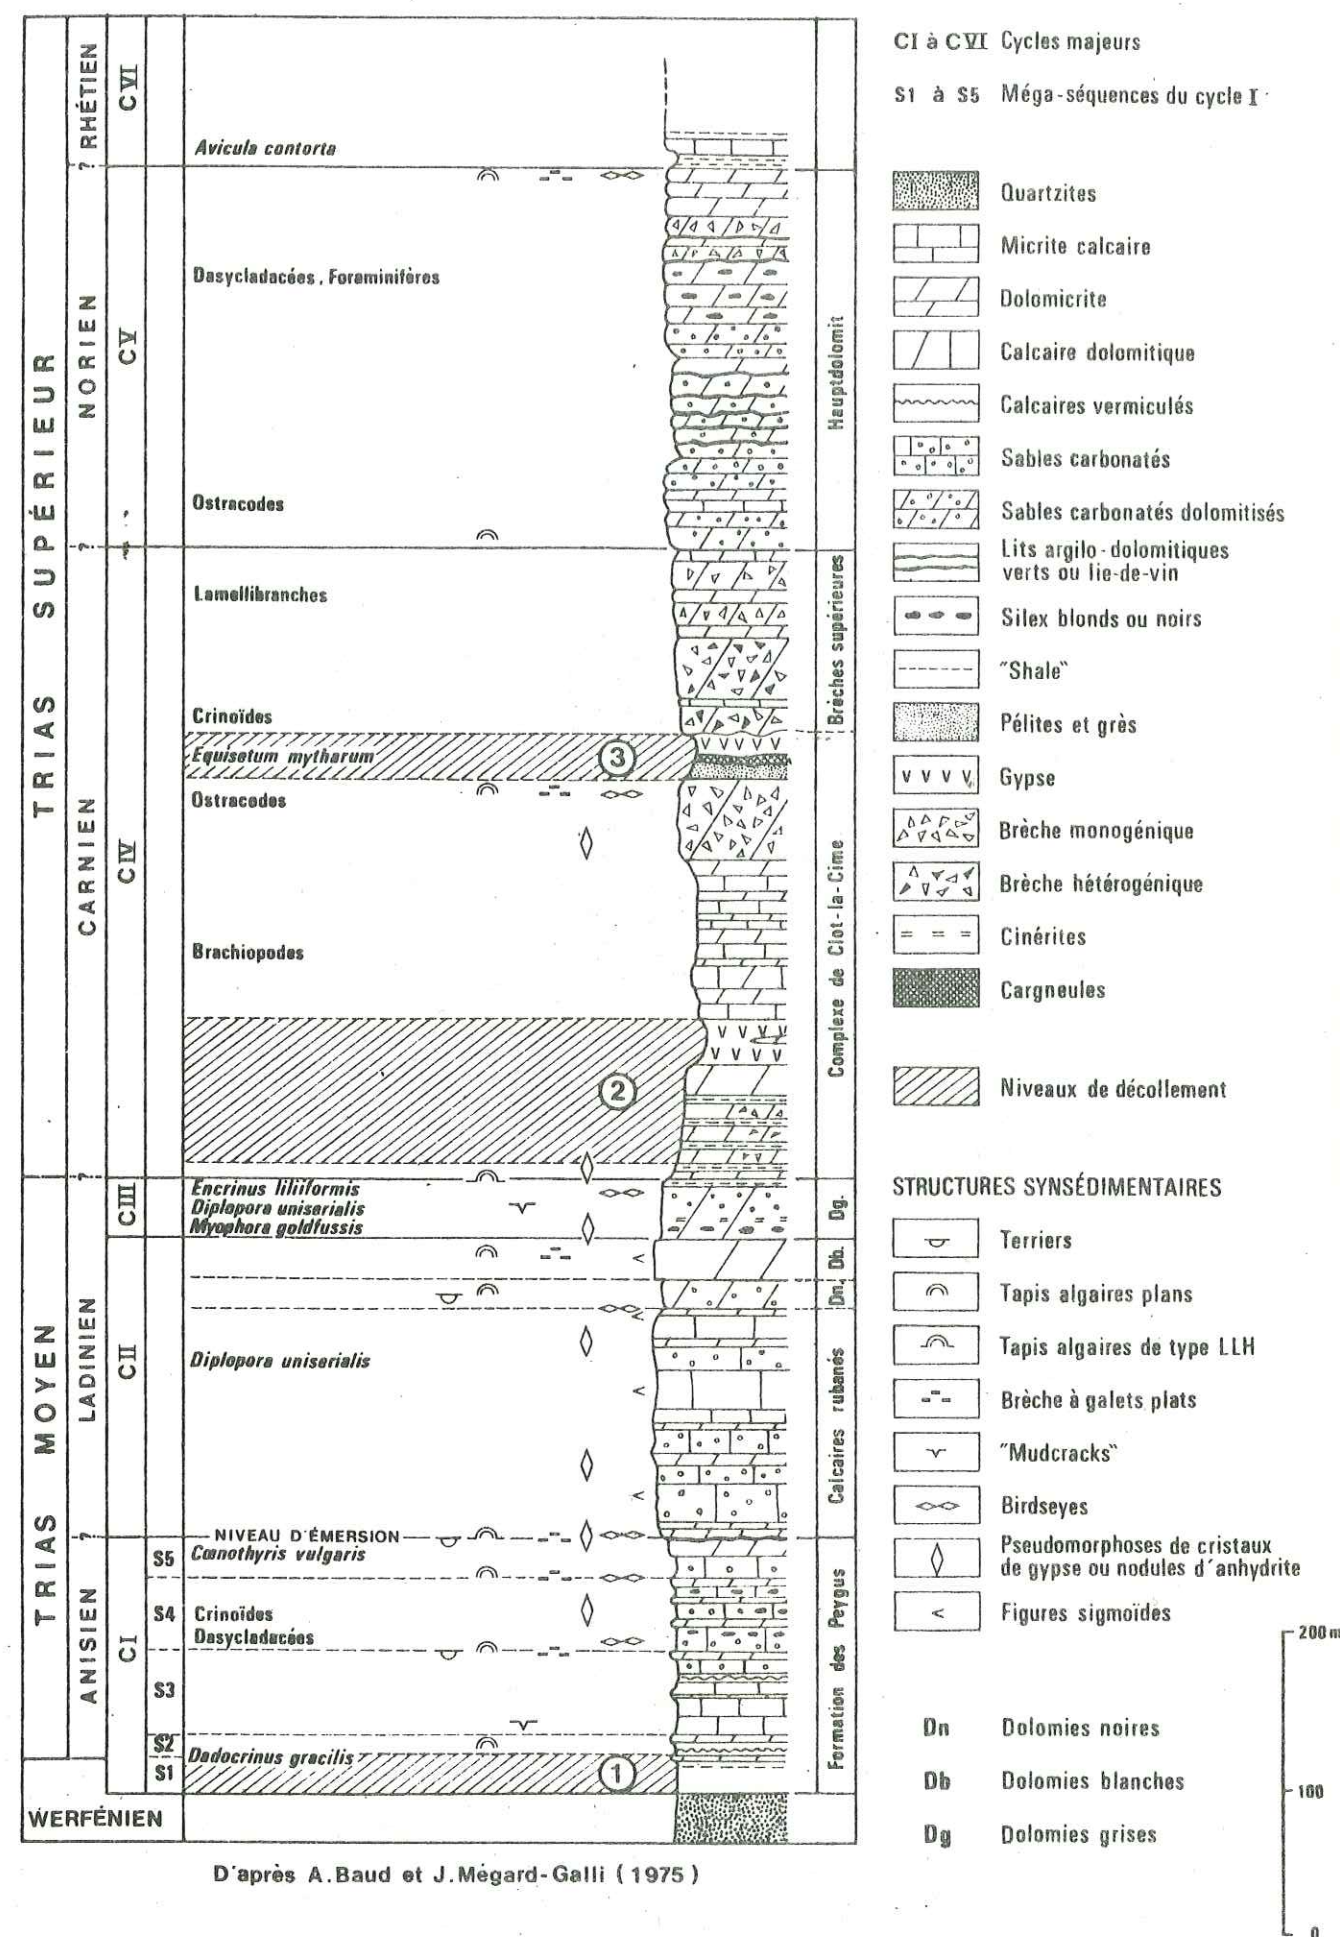 RHÉTIEN
CVI
Avicula contorta
?
TRIAS SUPÉRIEUR
NORIEN
CV
Dasycladacées, Foraminifères
Ostracodes
Hauptdolomit
?
CARNIEN
CIV
Lamellibranches
Crinoïdes
Brèches supérieures
Equisetum mytharum
3
Ostracodes
Brachiopodes
Complexe de Clot-la-Cime
2
?
TRIAS MOYEN
LADINIEN
CIII
Encrinus liliiformis
Diplopora uniserialis
Myophora goldfussis
Dg.
CII
Db.
Dn.
Diplopora uniserialis
Calcaires rubanés
?
NIVEAU D'ÉMERSION
ANISIEN
CI
S5
Cœnothyris vulgaris
S4
Crinoïdes
Dasycladacées
S3
S2
Dadocrinus gracilis
S1
1
Formation des Peygus
WERFÉNIEN
D'après A.Baud et J.Mégard-Galli (1975)
CI à CVI Cycles majeurs
S1 à S5 Méga-séquences du cycle I
Quartzites
Micrite calcaire
Dolomicrite
Calcaire dolomitique
Calcaires vermiculés
Sables carbonatés
Sables carbonatés dolomitisés
Lits argilo-dolomitiques
verts ou lie-de-vin
Silex blonds ou noirs
"Shale"
Pélites et grès
Gypse
Brèche monogénique
Brèche hétérogénique
Cinérites
Cargneules
Niveaux de décollement
STRUCTURES SYNSÉDIMENTAIRES
Terriers
Tapis algaires plans
Tapis algaires de type LLH
Brèche à galets plats
"Mudcracks"
Birdseyes
Pseudomorphoses de cristaux
de gypse ou nodules d'anhydrite
Figures sigmoïdes
Dn Dolomies noires
Db Dolomies blanches
Dg Dolomies grises
200 m
100
0